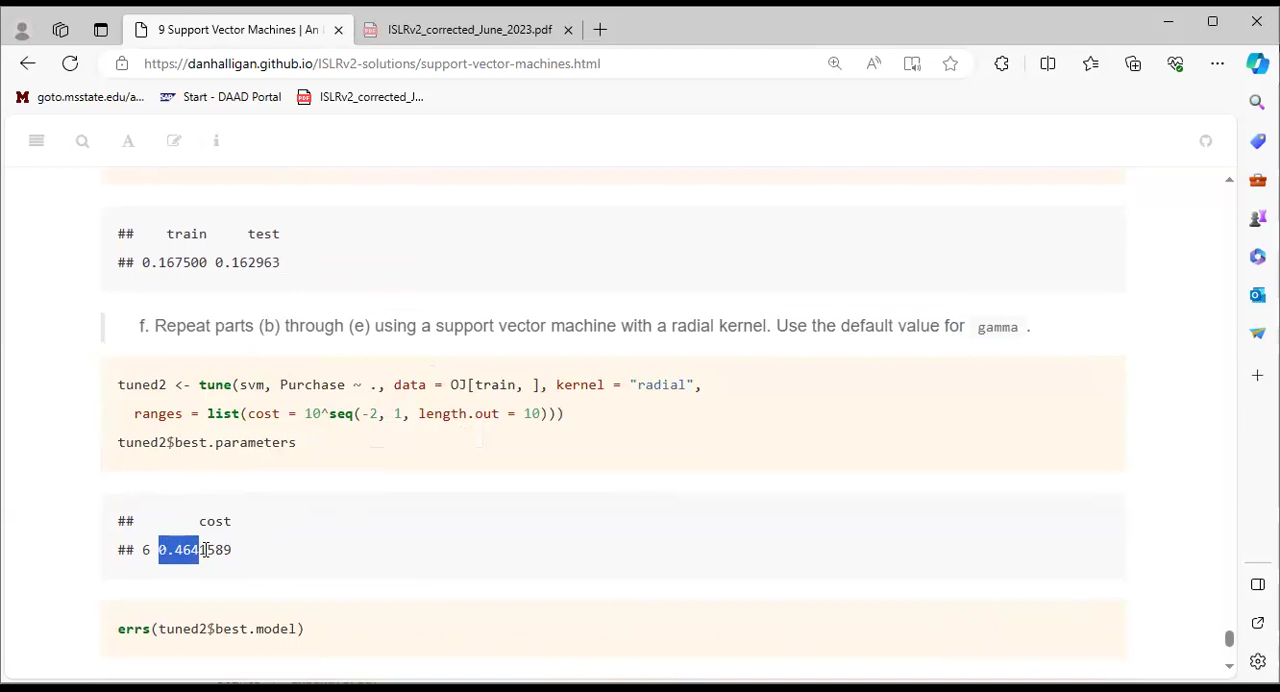 9 Support Vector Machines | An I
ISLRv2_corrected_June_2023.pdf
https://danhalligan.github.io/ISLRv2-solutions/support-vector-machines.html
goto.msstate.edu/a...
Start - DAAD Portal
ISLRv2_corrected_J...
## train test
## 0.167500 0.162963
f. Repeat parts (b) through (e) using a support vector machine with a radial kernel. Use the default value for gamma .
tuned2 <- tune(svm, Purchase ~ ., data = OJ[train, ], kernel = "radial",
ranges = list(cost = 10^seq(-2, 1, length.out = 10)))
tuned2$best.parameters
## cost
## 6 0.4641589
errs(tuned2$best.model)